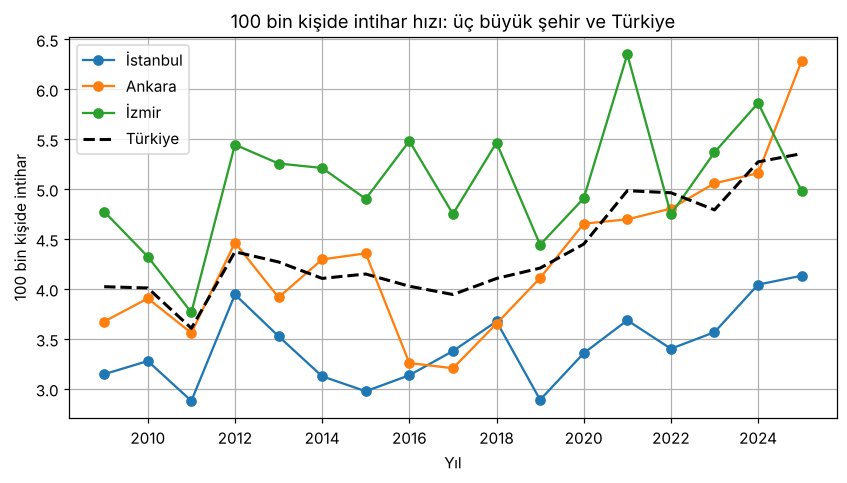 100 bin kişide intihar hızı: üç büyük şehir ve Türkiye
İstanbul
Ankara
İzmir
Türkiye
100 bin kişide intihar
6.5
6.0
5.5
5.0
4.5
4.0
3.5
3.0
2010 2012 2014 2016 2018 2020 2022 2024
Yıl